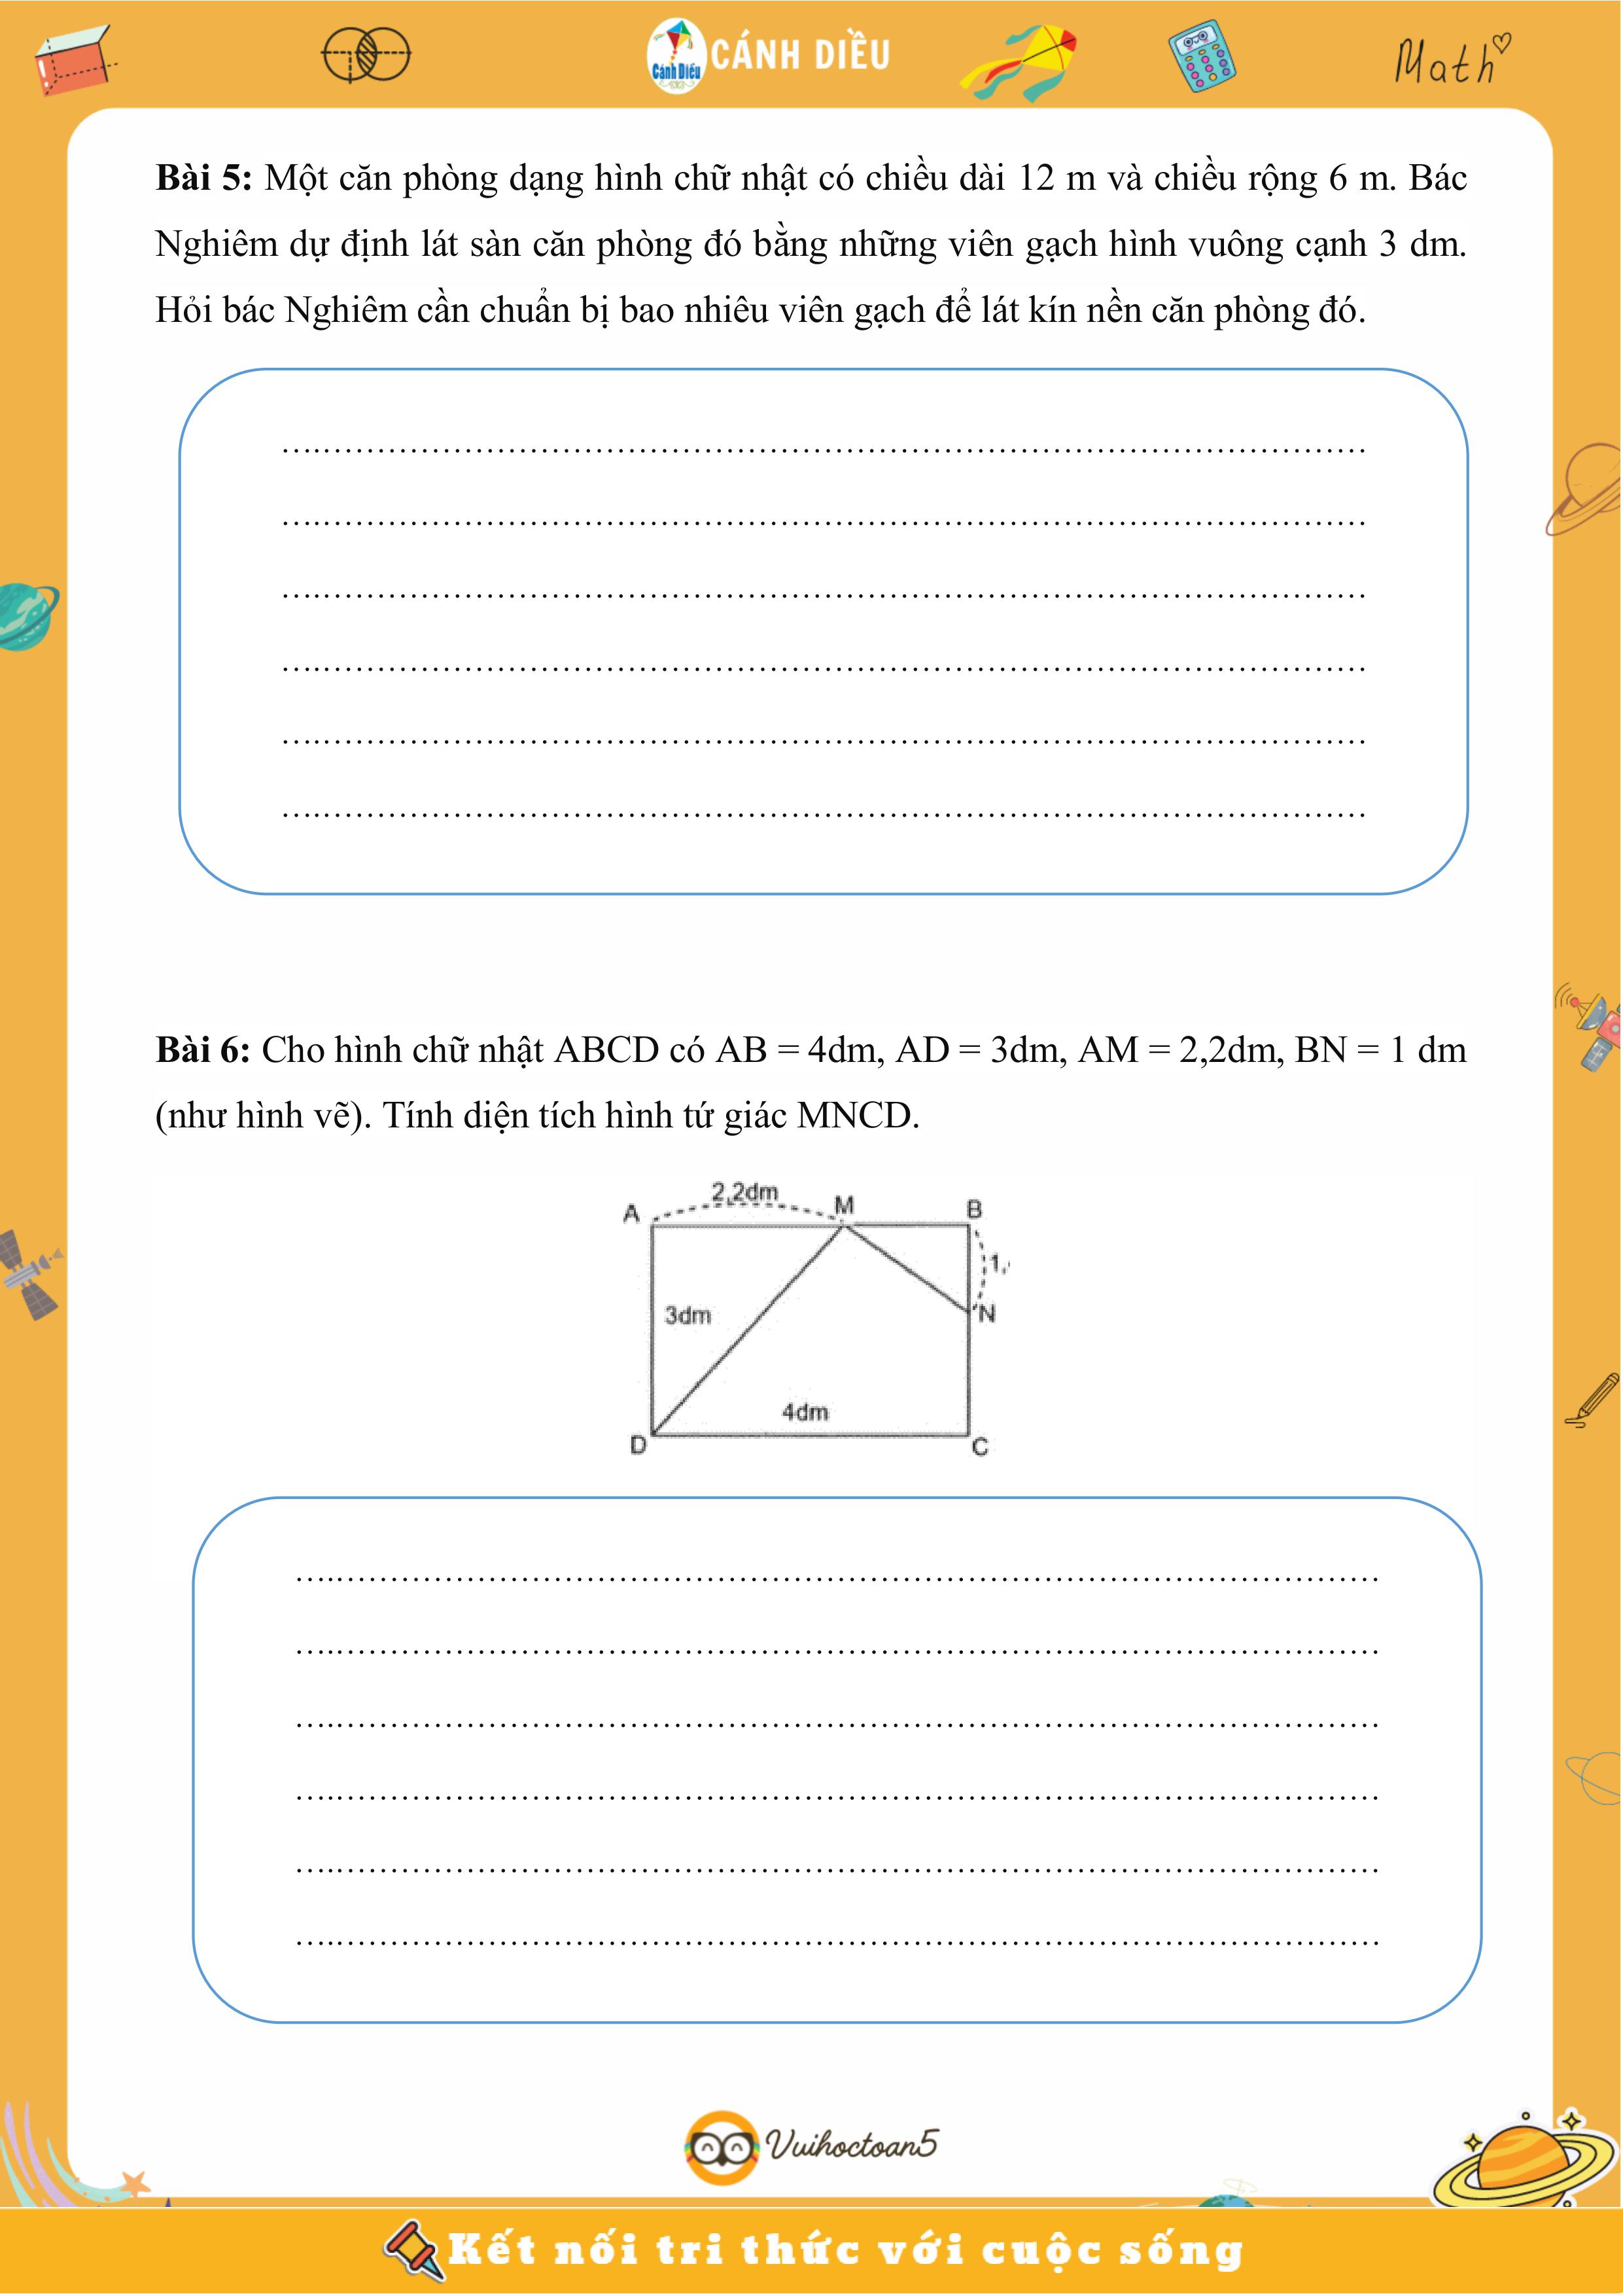 Cánh Diều
CÁNH DIỀU
Math
Bài 5: Một căn phòng dạng hình chữ nhật có chiều dài 12 m và chiều rộng 6 m. Bác
Nghiêm dự định lát sàn căn phòng đó bằng những viên gạch hình vuông cạnh 3 dm.
Hỏi bác Nghiêm cần chuẩn bị bao nhiêu viên gạch để lát kín nền căn phòng đó.
Bài 6: Cho hình chữ nhật ABCD có AB = 4dm, AD = 3dm, AM = 2,2dm, BN = 1 dm
(như hình vẽ). Tính diện tích hình tứ giác MNCD.
2,2dm
A
M
B
1,
3dm
N
4dm
D
C
Vuihoctoan5
Kết nối tri thức với cuộc sống